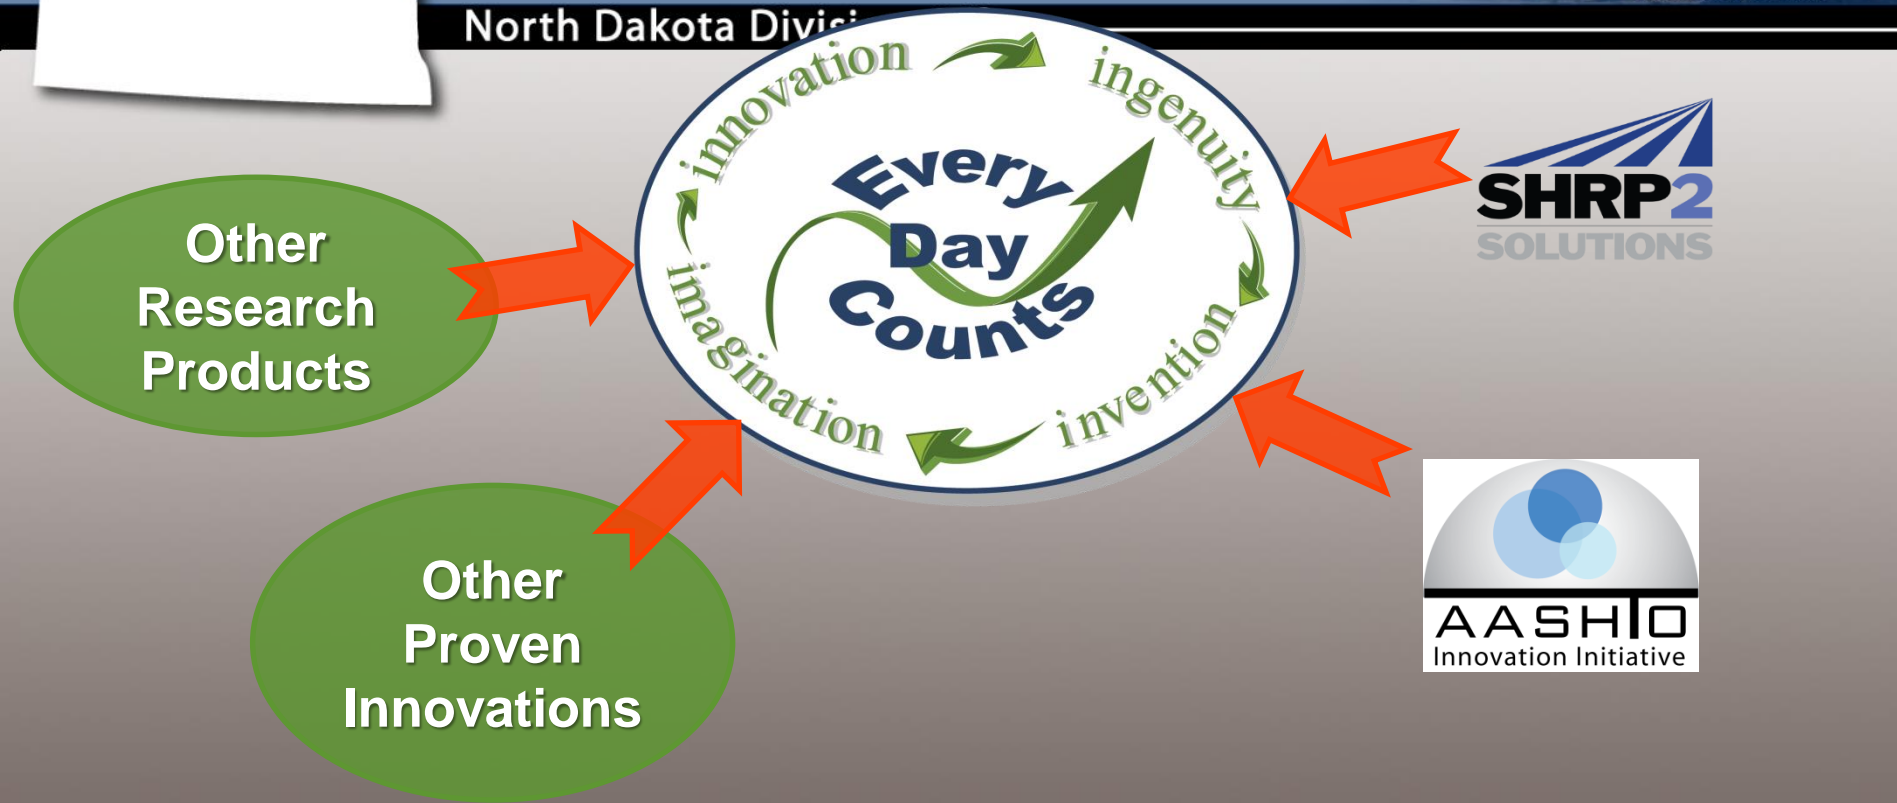 North Dakota
innovation
ingenuity
invention
imagination
Every
Day
Counts
SHRP2
SOLUTIONS
Other
Research
Products
Other
Proven
Innovations
AASHTO
Innovation Initiative